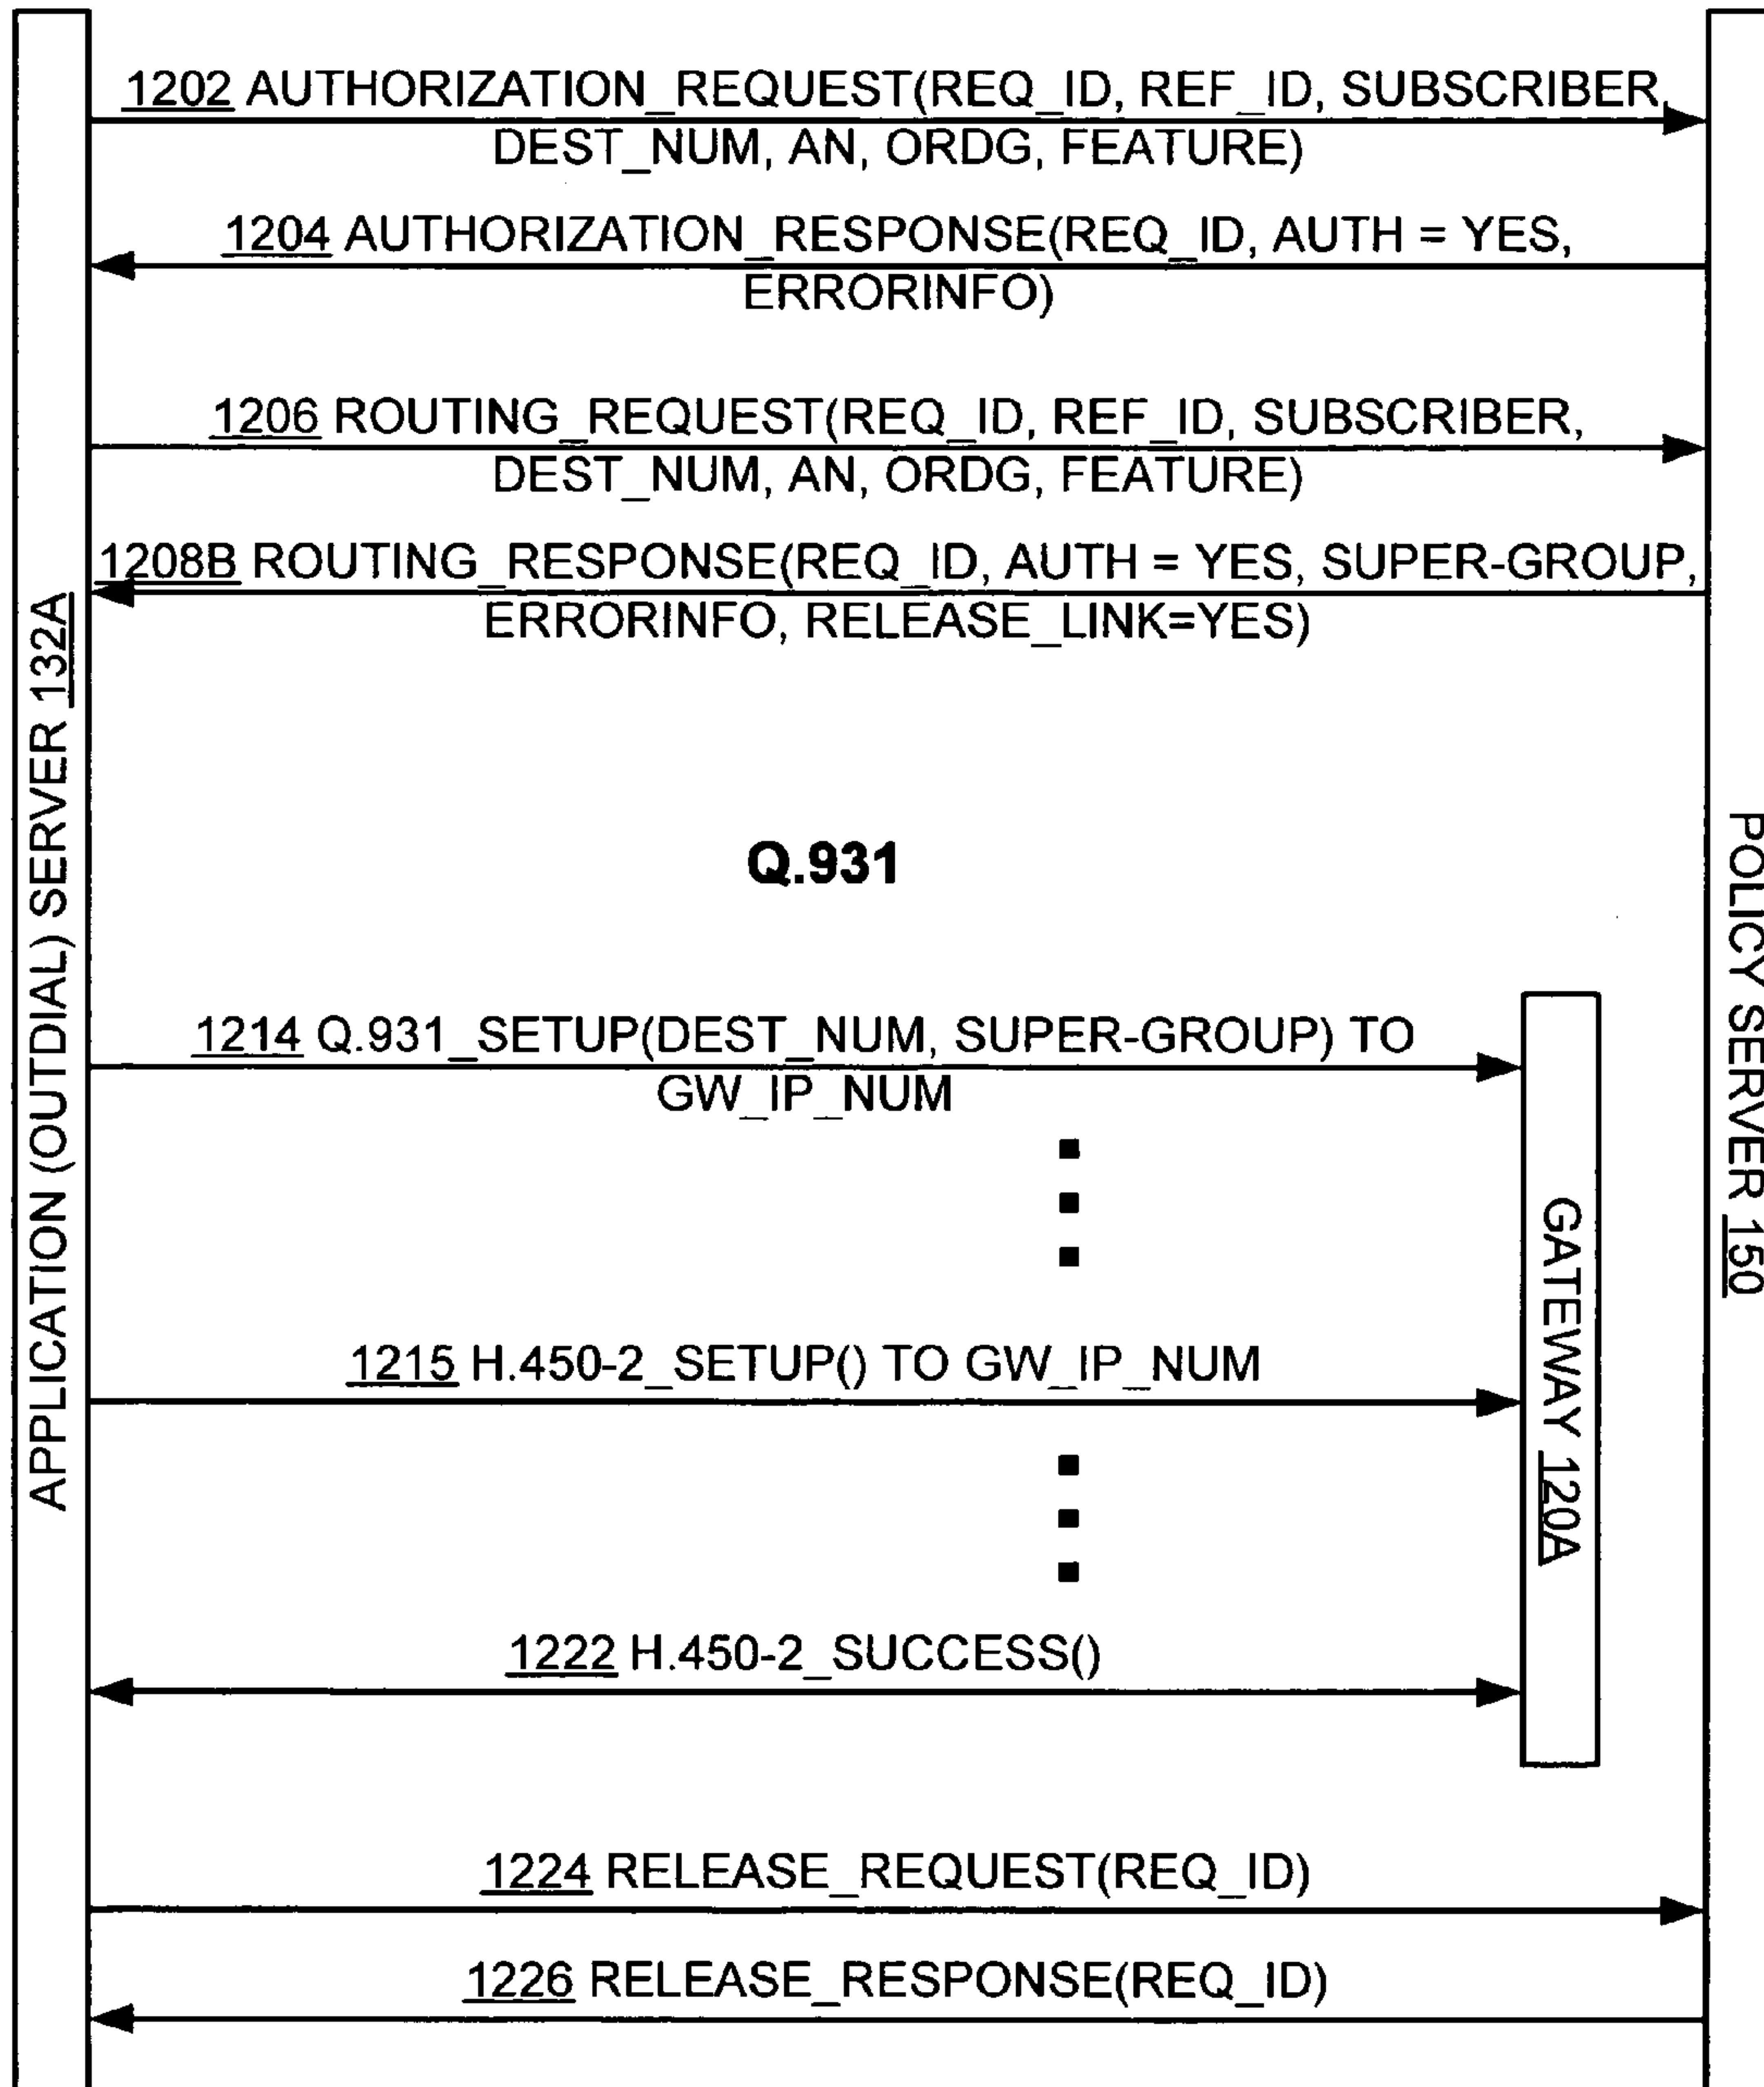 1202 AUTHORIZATION_REQUEST(REQ_ID, REF_ID, SUBSCRIBER,
DEST_NUM, AN, ORDG, FEATURE)
1204 AUTHORIZATION_RESPONSE(REQ_ID, AUTH = YES,
ERRORINFO)
1206 ROUTING_REQUEST(REQ_ID, REF_ID, SUBSCRIBER,
DEST_NUM, AN, ORDG, FEATURE)
1208B ROUTING_RESPONSE(REQ_ID, AUTH = YES, SUPER-GROUP,
ERRORINFO, RELEASE_LINK=YES)
APPLICATION (OUTDIAL) SERVER 132A
POLICY SERVER 150
Q.931
1214 Q.931_SETUP(DEST_NUM, SUPER-GROUP) TO
GW_IP_NUM
GATEWAY 120A
1215 H.450-2_SETUP() TO GW_IP_NUM
1222 H.450-2_SUCCESS()
1224 RELEASE_REQUEST(REQ_ID)
1226 RELEASE_RESPONSE(REQ_ID)